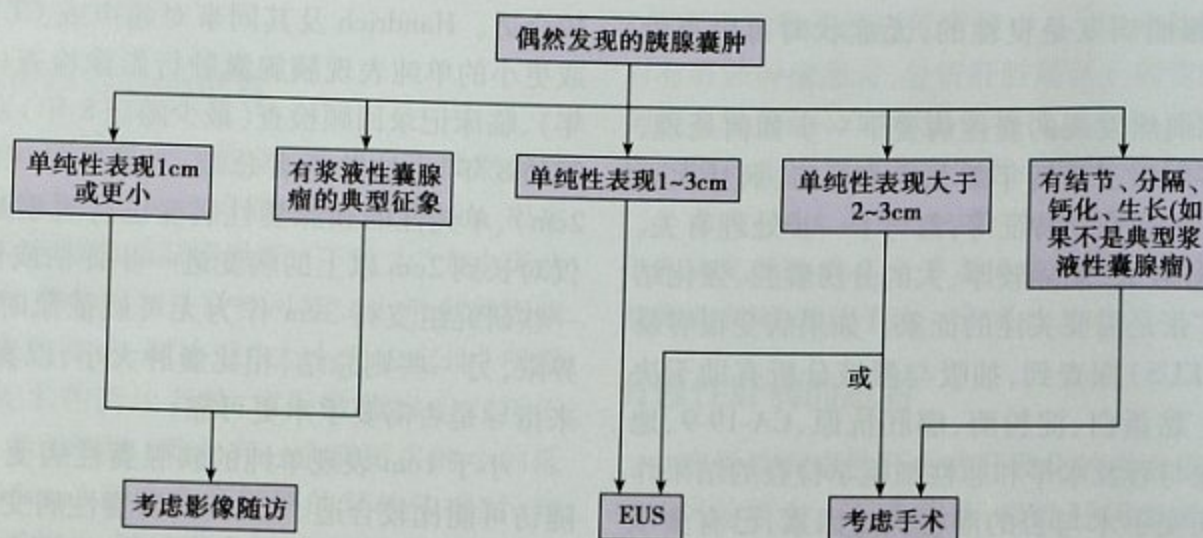 偶然发现的胰腺囊肿
单纯性表现1cm
或更小
有浆液性囊腺
瘤的典型征象
单纯性表现1~3cm
单纯性表现大于
2~3cm
有结节、分隔、
钙化、生长(如
果不是典型浆
液性囊腺瘤)
或
考虑影像随访
EUS
考虑手术